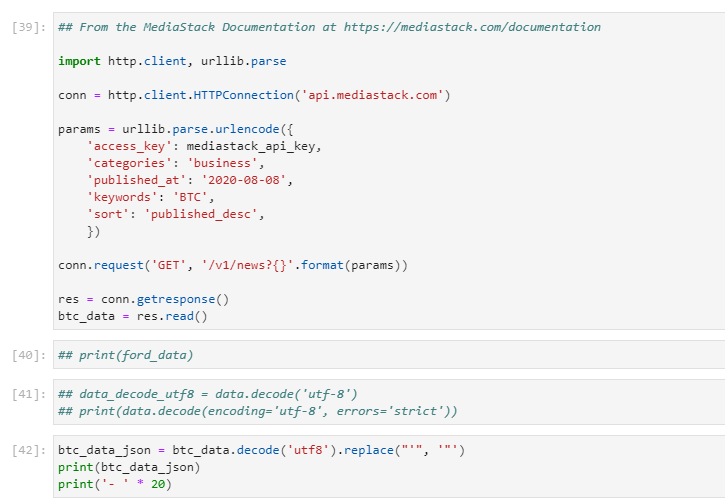 [39]: ## From the MediaStack Documentation at https://mediastack.com/documentation
import http.client, urllib.parse
conn = http.client.HTTPConnection('api.mediastack.com')
params = urllib.parse.urlencode({
    'access_key': mediastack_api_key,
    'categories': 'business',
    'published_at': '2020-08-08',
    'keywords': 'BTC',
    'sort': 'published_desc',
    })
conn.request('GET', '/v1/news?{}'.format(params))
res = conn.getresponse()
btc_data = res.read()
[40]: ## print(ford_data)
[41]: ## data_decode_utf8 = data.decode('utf-8')
## print(data.decode(encoding='utf-8', errors='strict'))
[42]: btc_data_json = btc_data.decode('utf8').replace("'", '"')
print(btc_data_json)
print('- ' * 20)